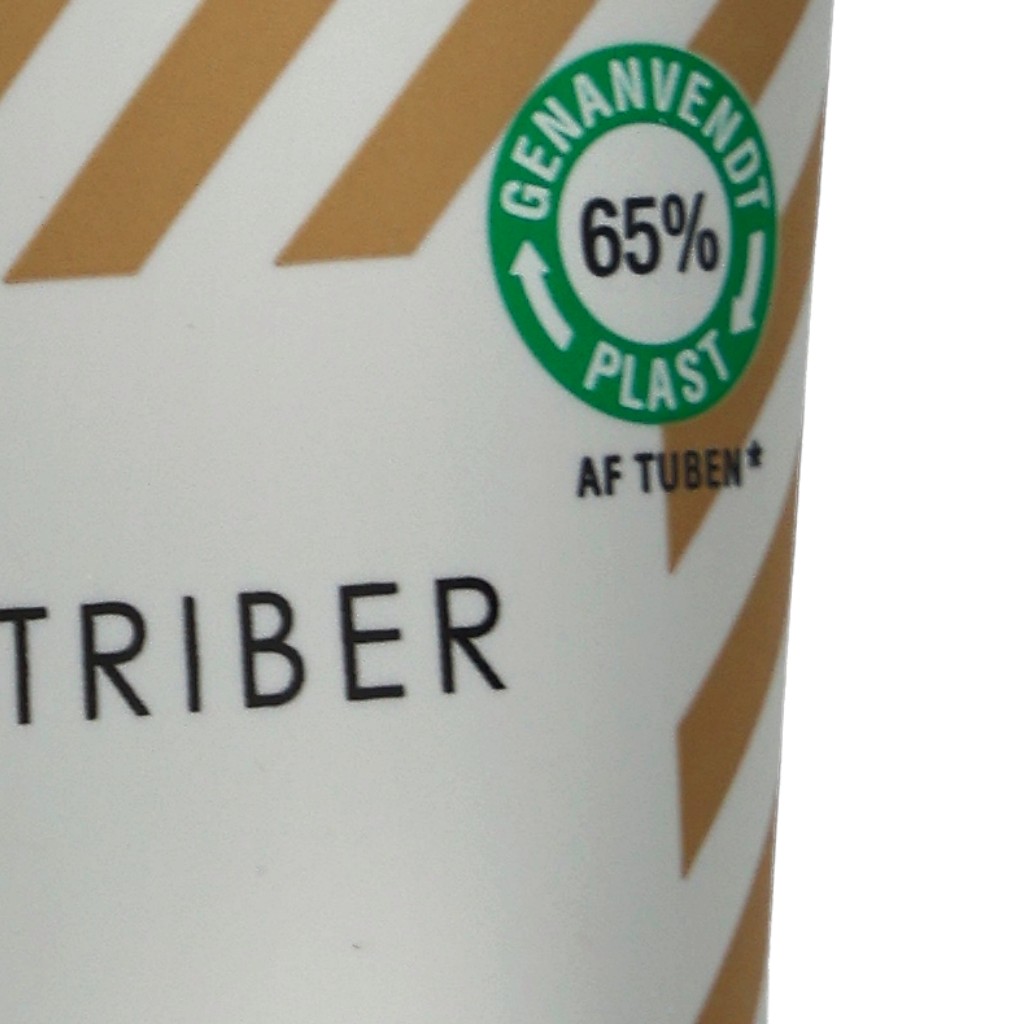 GENANVENDT
65%
PLAST
AF TUBEN*
TRIBER